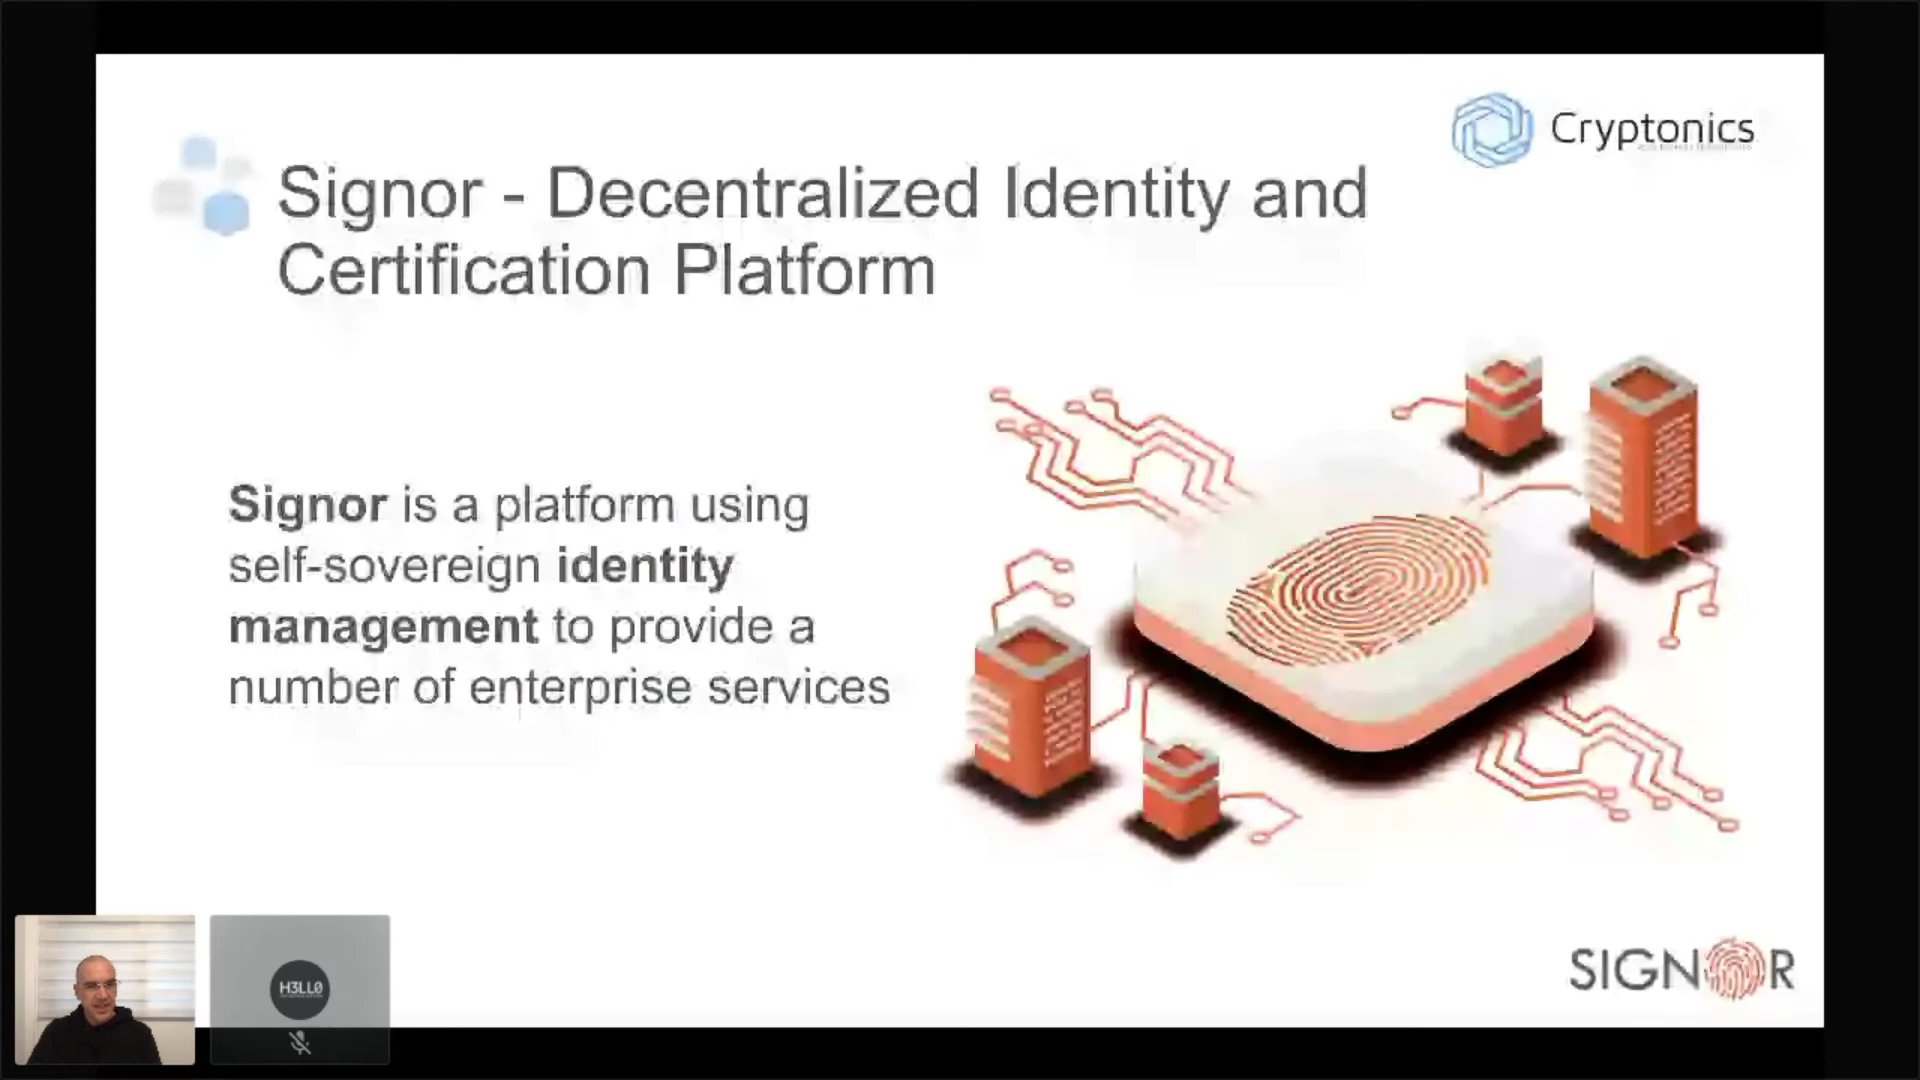 Cryptonics
Signor - Decentralized Identity and
Certification Platform
Signor is a platform using
self-sovereign identity
management to provide a
number of enterprise services
SIGNOR
H3LL0